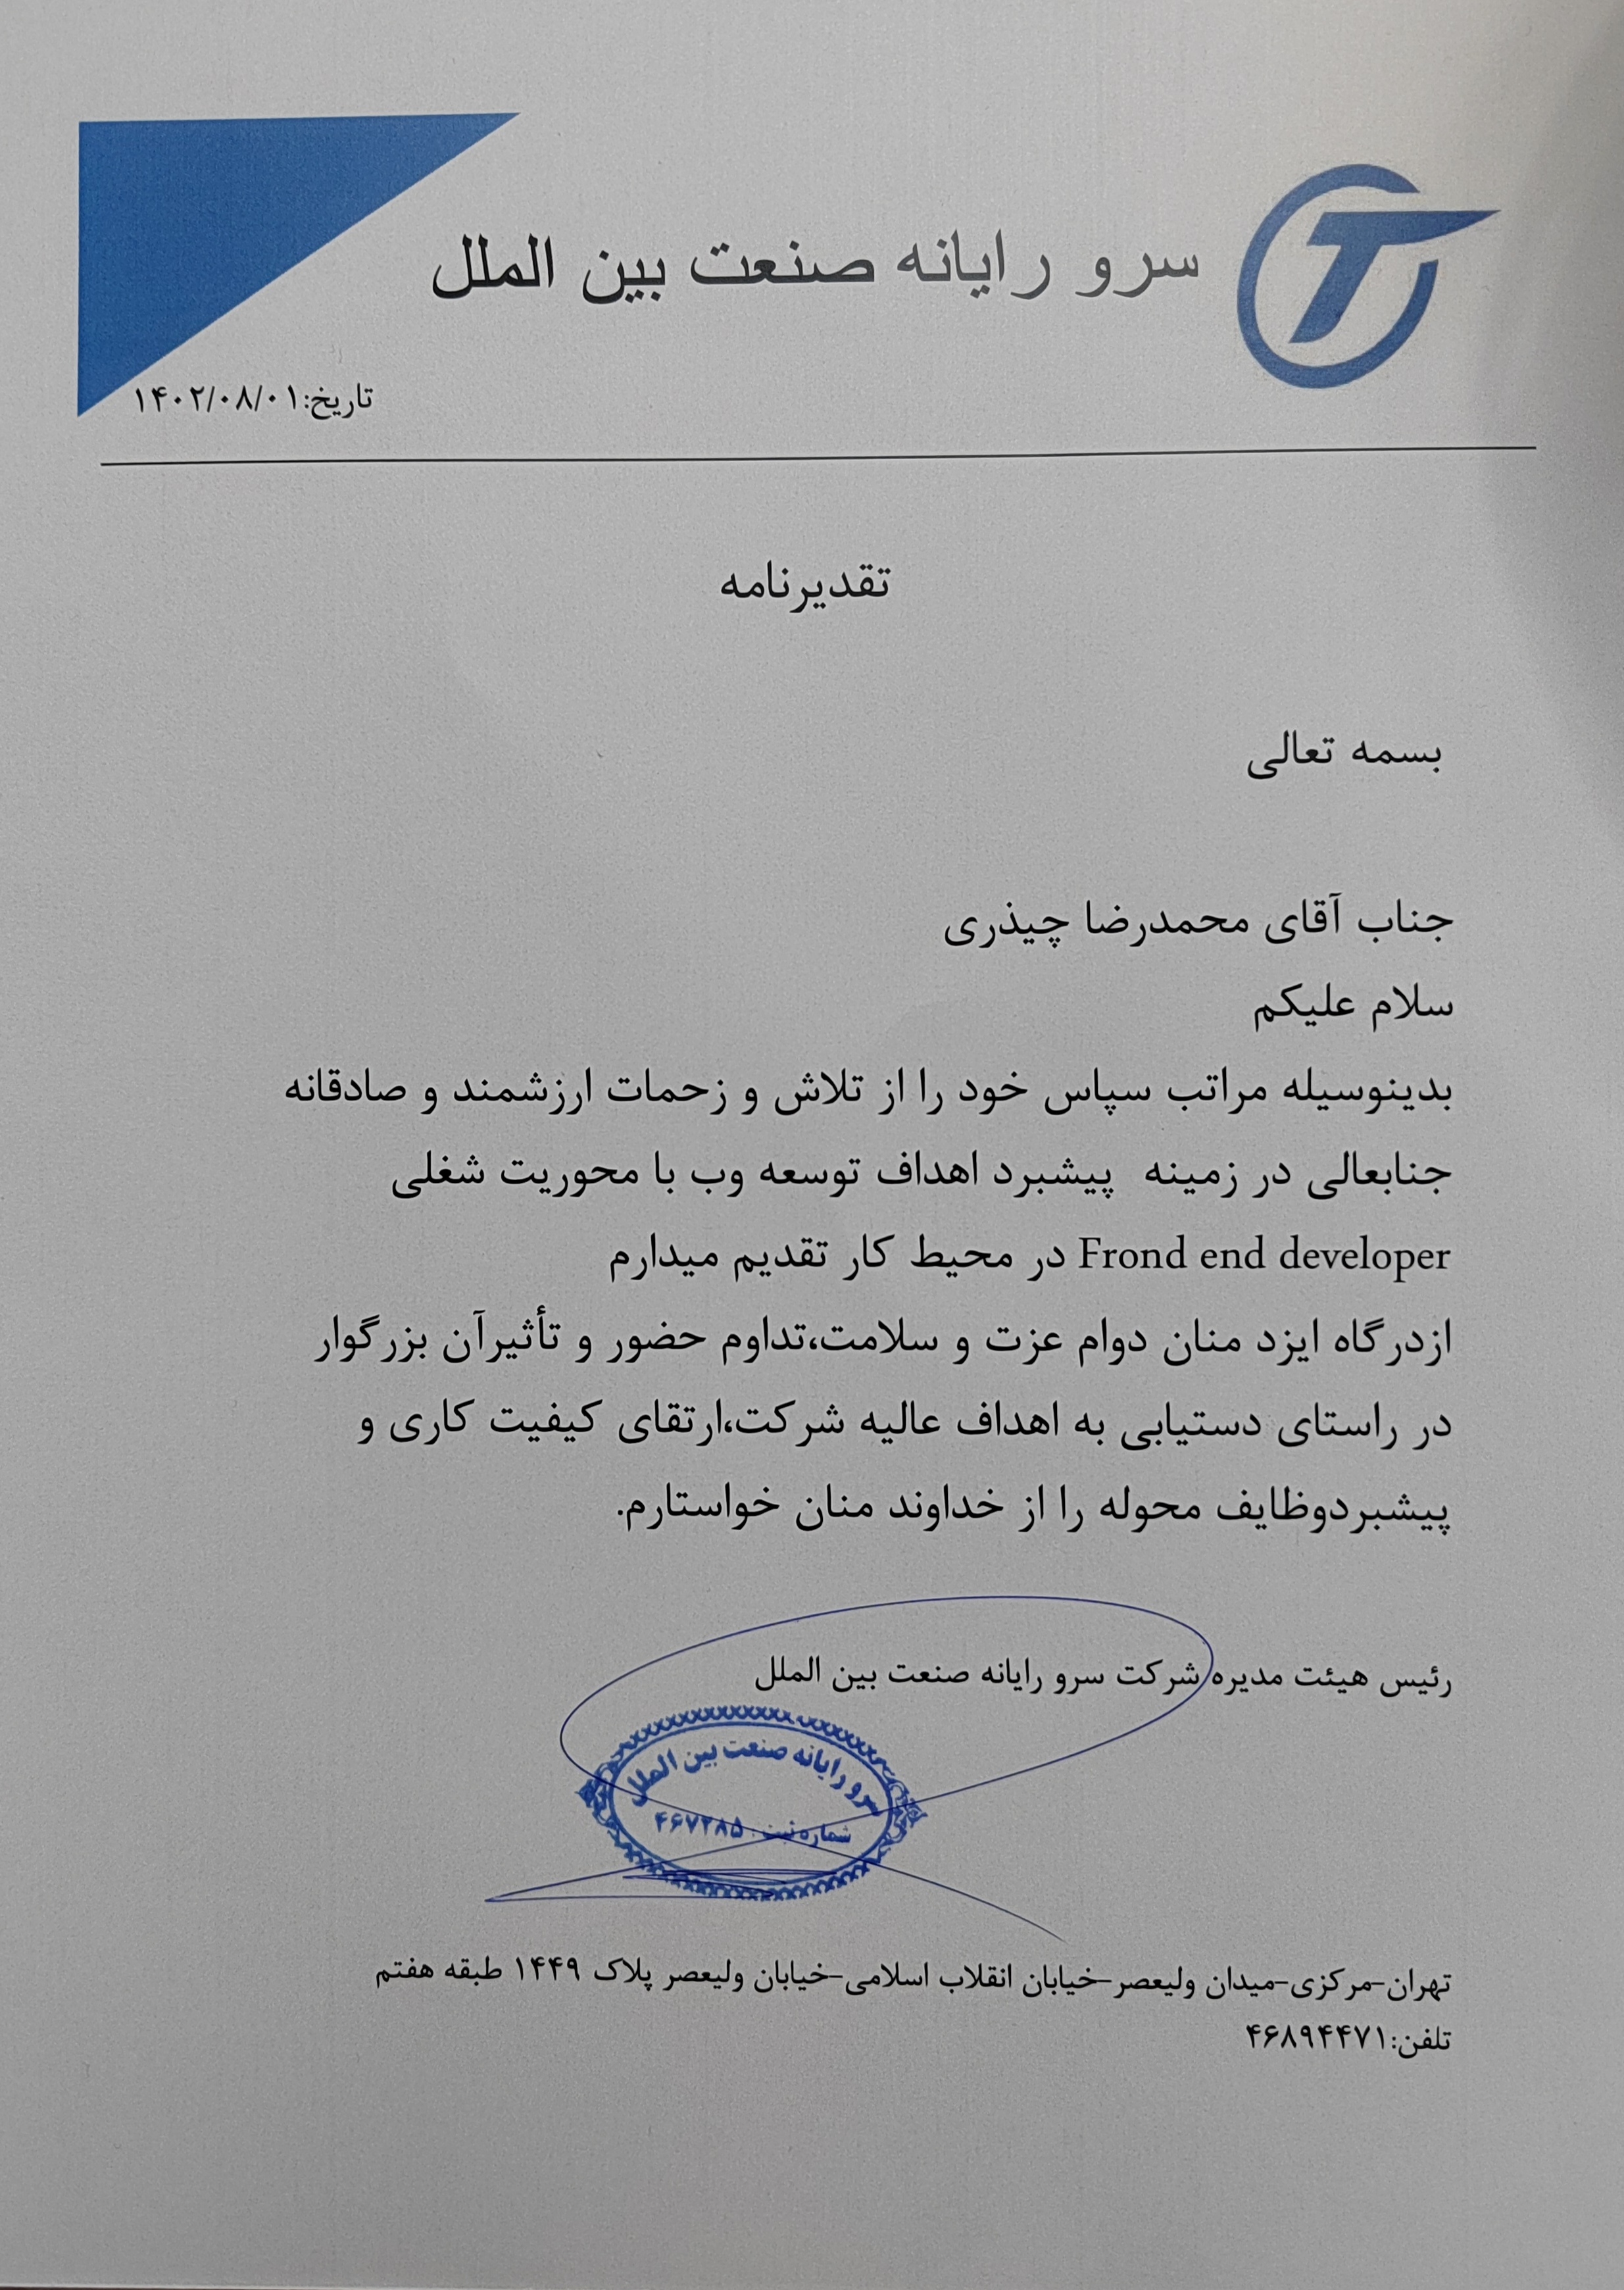 سرو رایانه صنعت بین الملل
تاریخ:۱۴۰۲/۰۸/۰۱
تقدیرنامه
بسمه تعالی
جناب آقای محمدرضا چیذری
سلام علیکم
بدینوسیله مراتب سپاس خود را از تلاش و زحمات ارزشمند و صادقانه
جنابعالی در زمینه پیشبرد اهداف توسعه وب با محوریت شغلی
Frond end developer در محیط کار تقدیم میدارم
ازدرگاه ایزد منان دوام عزت و سلامت،تداوم حضور و تأثیرآن بزرگوار
در راستای دستیابی به اهداف عالیه شرکت،ارتقای کیفیت کاری و
پیشبردوظایف محوله را از خداوند منان خواستارم.
رئیس هیئت مدیره شرکت سرو رایانه صنعت بین الملل
سرو رایانه صنعت بین الملل
شماره ثبت : ۴۶۷۲۸۵
تهران-مرکزی-میدان ولیعصر-خیابان انقلاب اسلامی-خیابان ولیعصر پلاک ۱۴۴۹ طبقه هفتم
تلفن:۴۶۸۹۴۴۷۱